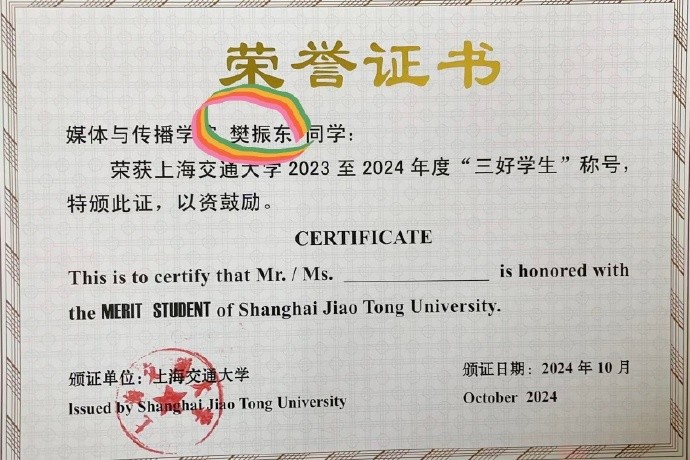 荣誉证书
媒体与传播学院 樊振东 同学：
荣获上海交通大学 2023 至 2024 年度“三好学生”称号，
特颁此证，以资鼓励。
CERTIFICATE
This is to certify that Mr. / Ms. ______________ is honored with
the MERIT STUDENT of Shanghai Jiao Tong University.
颁证单位：上海交通大学
颁证日期：2024 年 10 月
Issued by Shanghai Jiao Tong University
October 2024